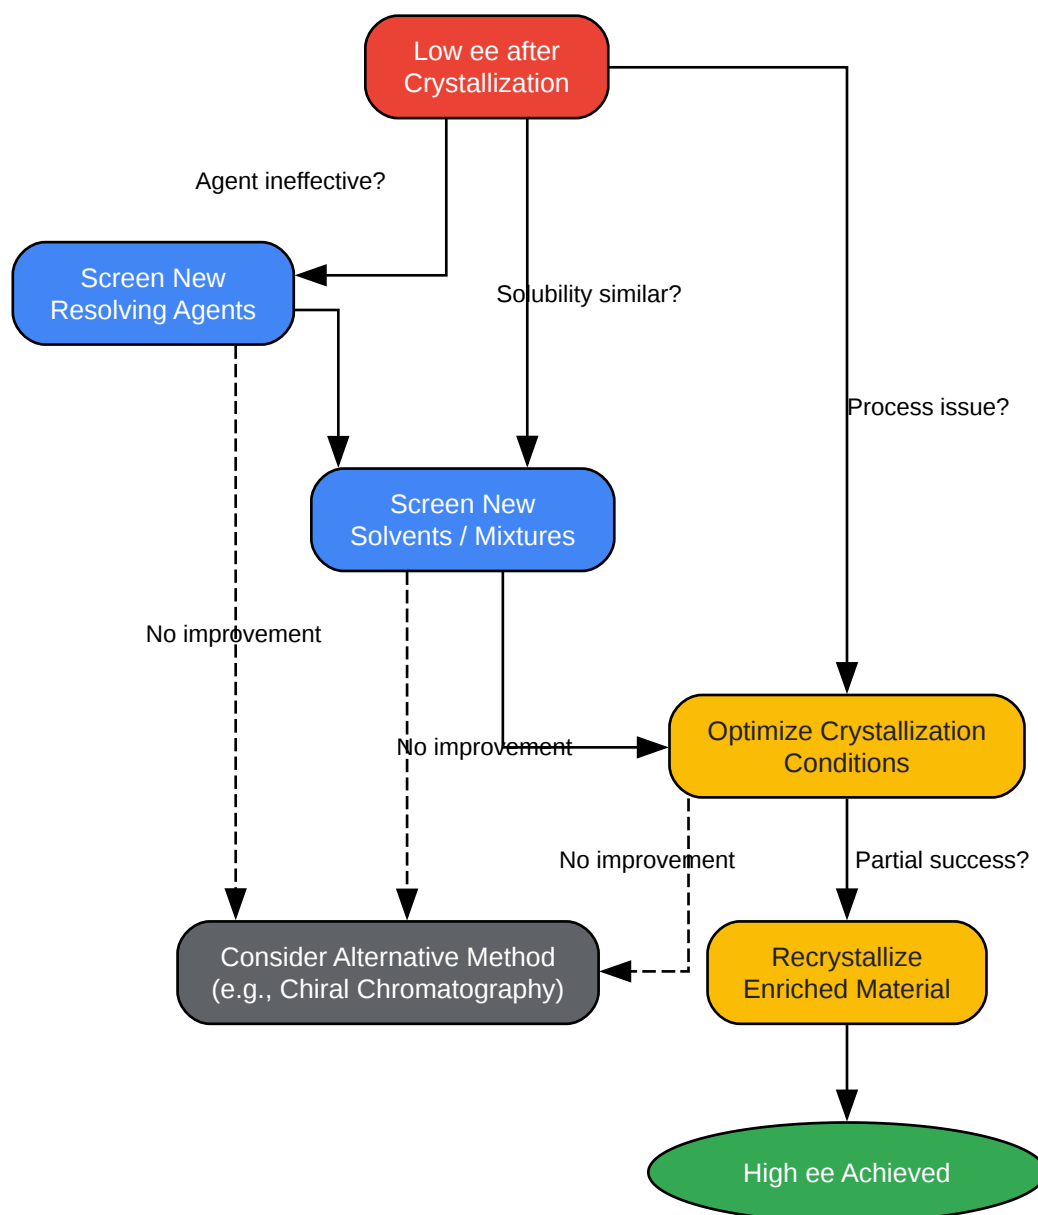 Low ee after
Crystallization
Agent ineffective?
Screen New
Resolving Agents
Solubility similar?
Process issue?
Screen New
Solvents / Mixtures
No improvement
Optimize Crystallization
Conditions
No improvement
No improvement
Partial success?
Consider Alternative Method
(e.g., Chiral Chromatography)
Recrystallize
Enriched Material
High ee Achieved